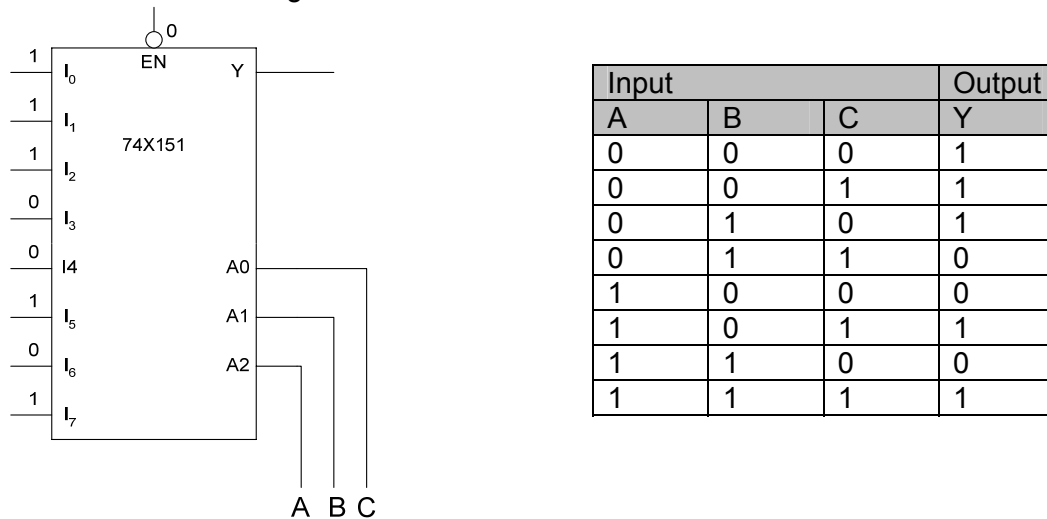 0
EN
1 I0 Y
1 I1
74X151
1 I2
0 I3
0 I4 A0
1 I5 A1
0 I6 A2
1 I7
A B C
Input Output
A B C Y
0 0 0 1
0 0 1 1
0 1 0 1
0 1 1 0
1 0 0 0
1 0 1 1
1 1 0 0
1 1 1 1